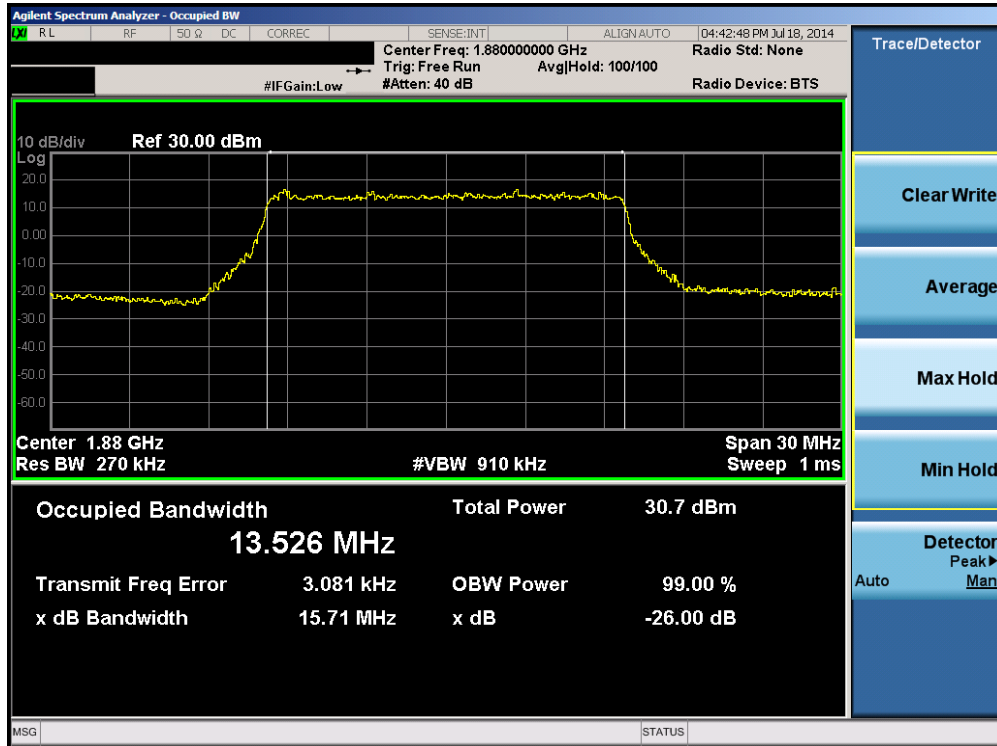 Agilent Spectrum Analyzer - Occupied BW
LXI RL RF 50 Ω DC CORREC SENSE:INT ALIGNAUTO 04:42:48 PM Jul 18, 2014
Center Freq: 1.880000000 GHz Radio Std: None
Trig: Free Run Avg|Hold: 100/100
#IFGain:Low #Atten: 40 dB Radio Device: BTS
10 dB/div Ref 30.00 dBm
Log
20.0
10.0
0.00
-10.0
-20.0
-30.0
-40.0
-50.0
-60.0
Center 1.88 GHz Span 30 MHz
Res BW 270 kHz #VBW 910 kHz Sweep 1 ms
Occupied Bandwidth Total Power 30.7 dBm
13.526 MHz
Transmit Freq Error 3.081 kHz OBW Power 99.00 %
x dB Bandwidth 15.71 MHz x dB -26.00 dB
MSG STATUS
Trace/Detector
Clear Write
Average
Max Hold
Min Hold
Detector
Peak▶
Auto Man